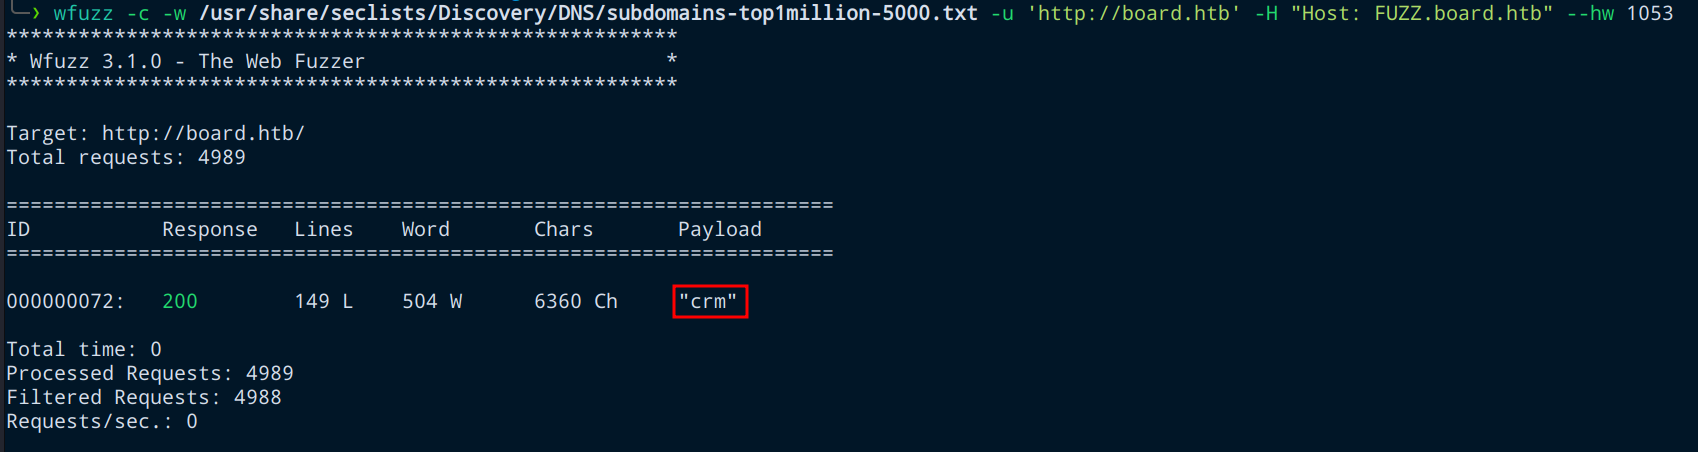 wfuzz -c -w /usr/share/seclists/Discovery/DNS/subdomains-top1million-5000.txt -u 'http://board.htb' -H "Host: FUZZ.board.htb" --hw 1053
********************************************************
* Wfuzz 3.1.0 - The Web Fuzzer                         *
********************************************************
Target: http://board.htb/
Total requests: 4989
=====================================================================
ID           Response   Lines    Word       Chars       Payload
=====================================================================
000000072:   200        149 L    504 W      6360 Ch     "crm"
Total time: 0
Processed Requests: 4989
Filtered Requests: 4988
Requests/sec.: 0